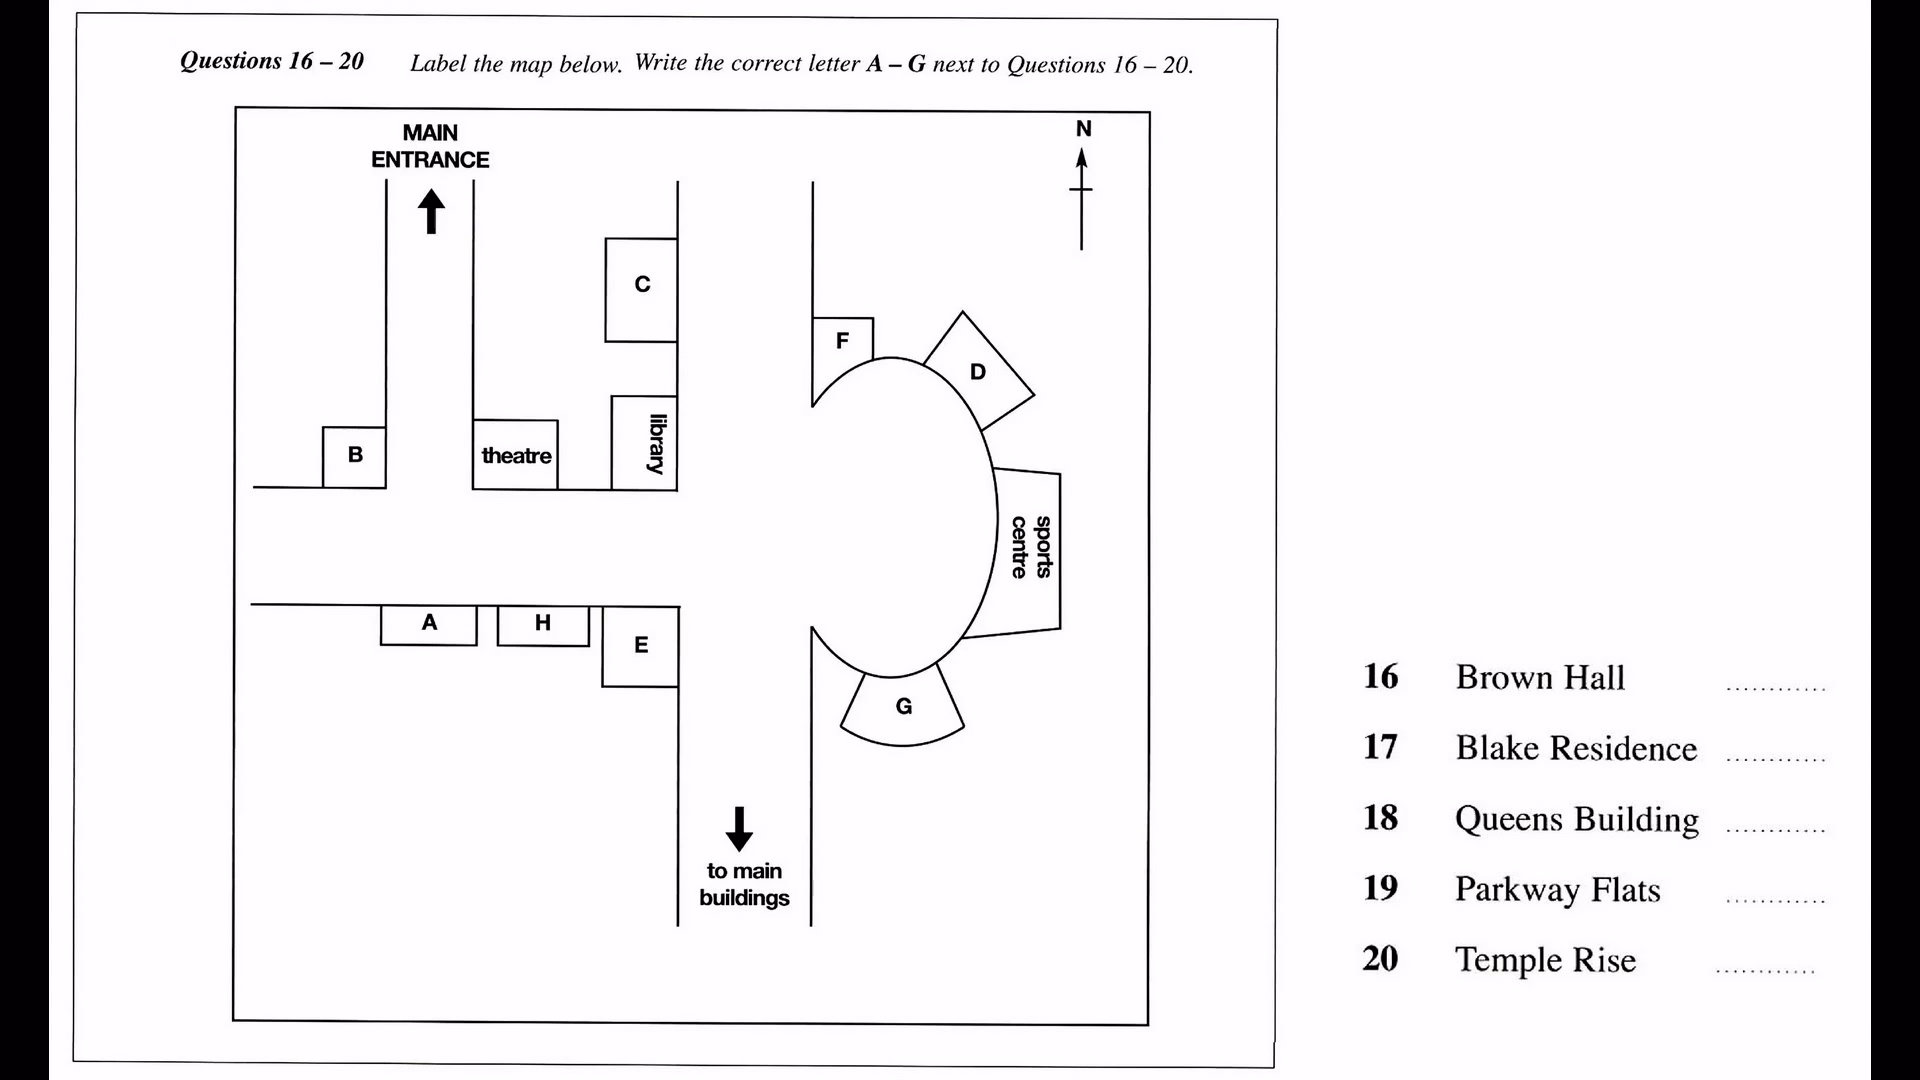 Questions 16 – 20 Label the map below. Write the correct letter A – G next to Questions 16 – 20.
MAIN
ENTRANCE
N
C
F
D
B
theatre
library
sports
centre
A
H
E
G
to main
buildings
16 Brown Hall ............
17 Blake Residence ............
18 Queens Building ............
19 Parkway Flats ............
20 Temple Rise ............